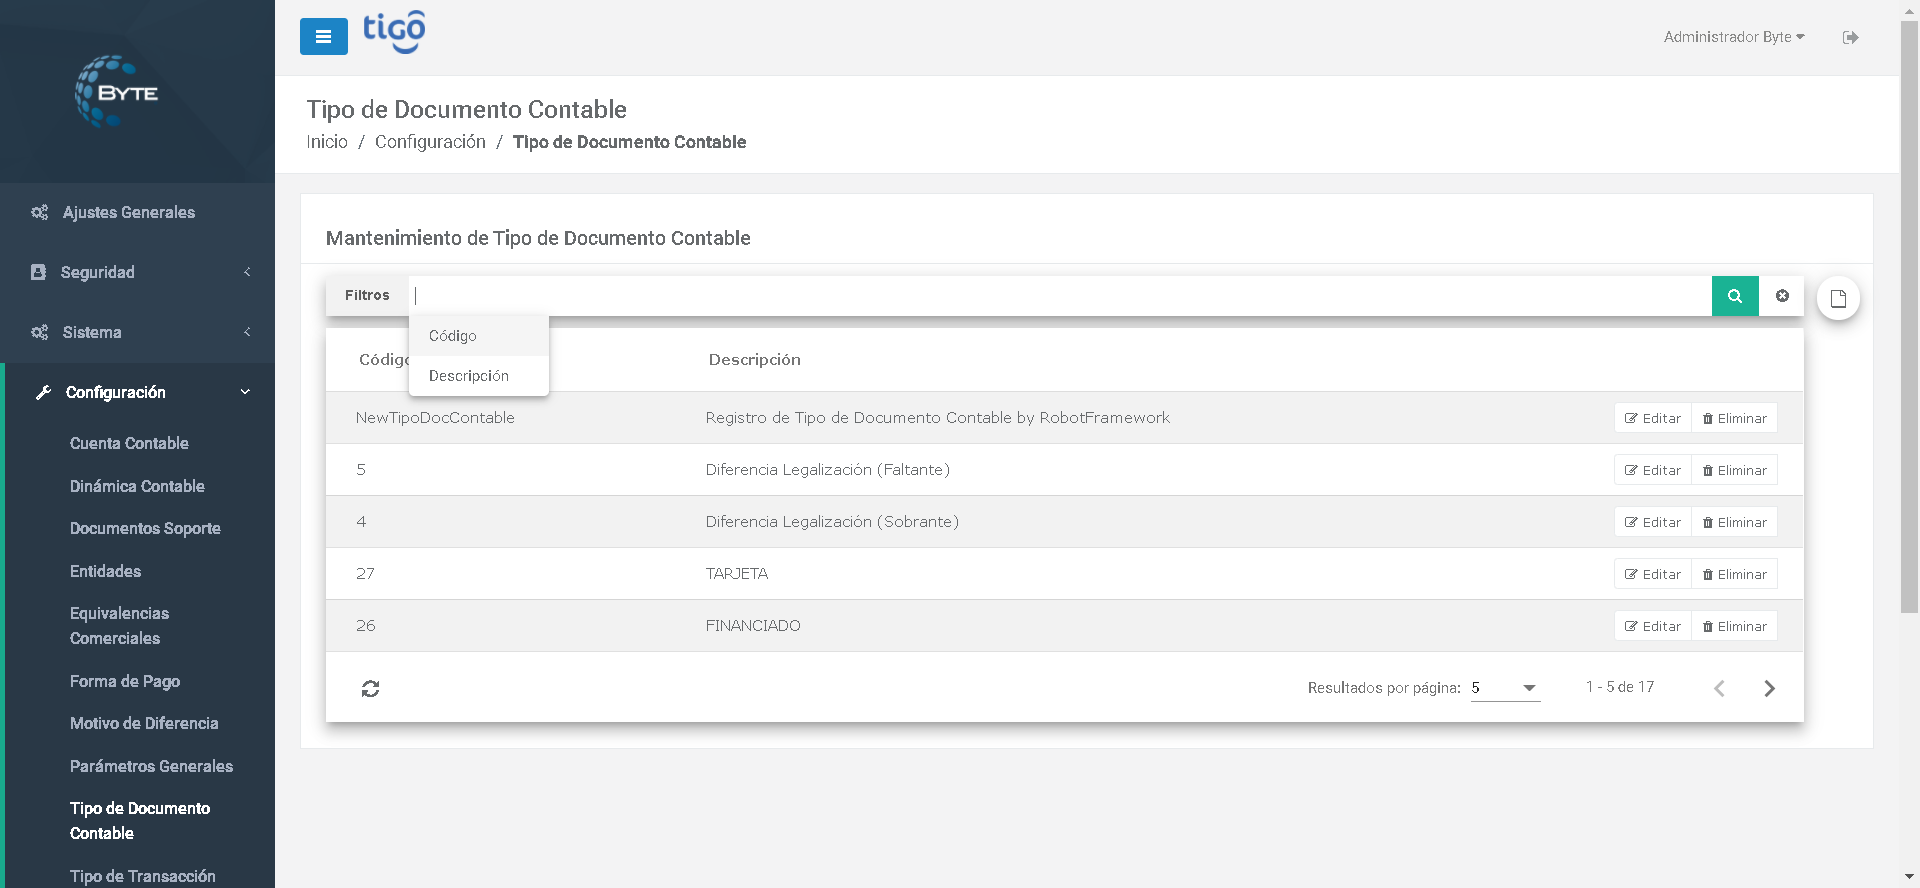 BYTE
Ajustes Generales
Seguridad
Sistema
Configuración
Cuenta Contable
Dinámica Contable
Documentos Soporte
Entidades
Equivalencias
Comerciales
Forma de Pago
Motivo de Diferencia
Parámetros Generales
Tipo de Documento
Contable
Tipo de Transacción
tigo
Administrador Byte
Tipo de Documento Contable
Inicio / Configuración / Tipo de Documento Contable
Mantenimiento de Tipo de Documento Contable
Filtros
Código
Descripción
Código Descripción
NewTipoDocContable Registro de Tipo de Documento Contable by RobotFramework Editar Eliminar
5 Diferencia Legalización (Faltante) Editar Eliminar
4 Diferencia Legalización (Sobrante) Editar Eliminar
27 TARJETA Editar Eliminar
26 FINANCIADO Editar Eliminar
Resultados por página: 5 1 - 5 de 17